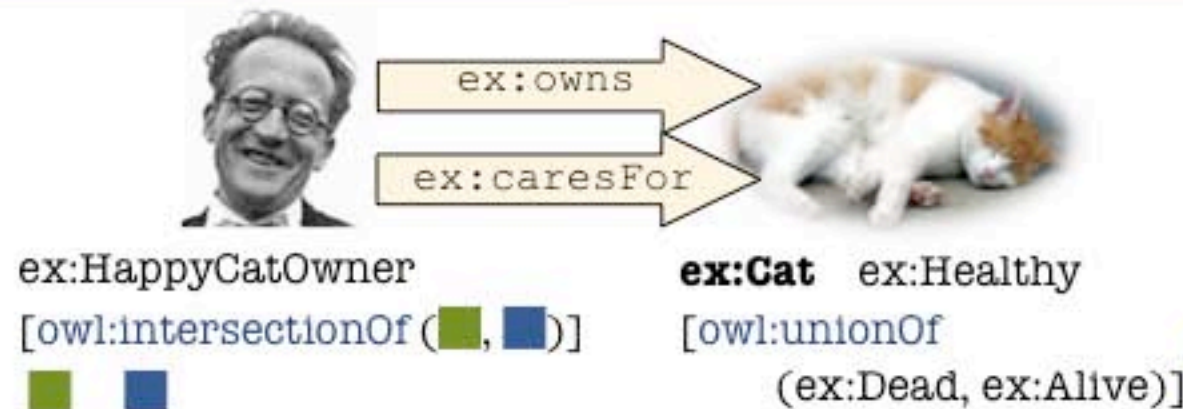 ex:owns
ex:caresFor
ex:HappyCatOwner
[owl:intersectionOf ( , )]
ex:Cat ex:Healthy
[owl:unionOf
(ex:Dead, ex:Alive)]